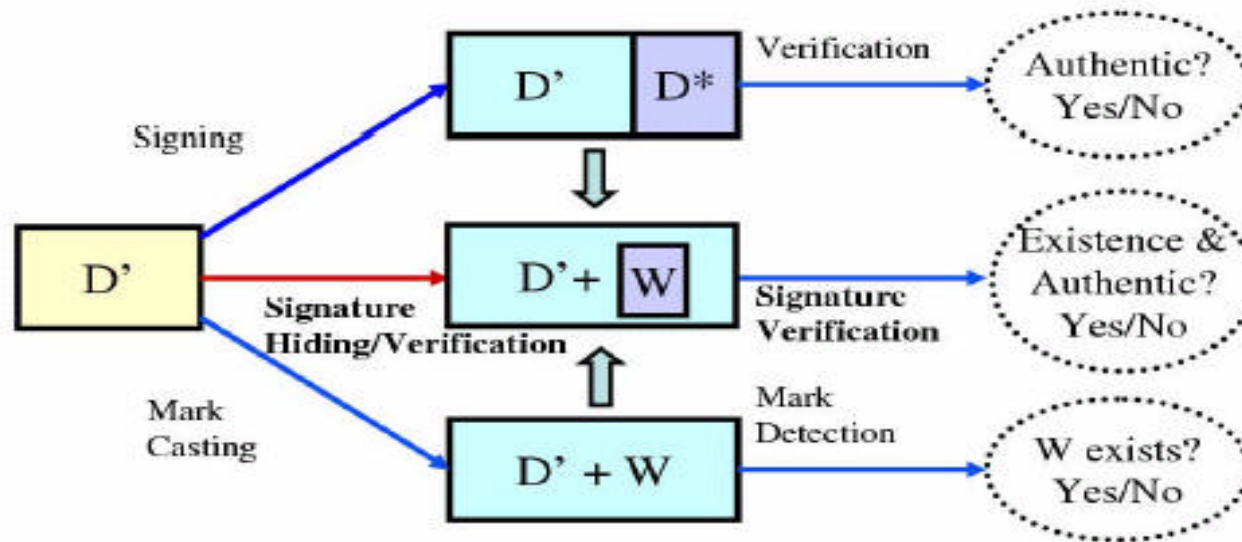 D’ D*
Verification
Authentic?
Yes/No
Signing
D’
D’+ W
Signature
Hiding/Verification
Signature
Verification
Existence &
Authentic?
Yes/No
Mark
Casting
D’ + W
Mark
Detection
W exists?
Yes/No